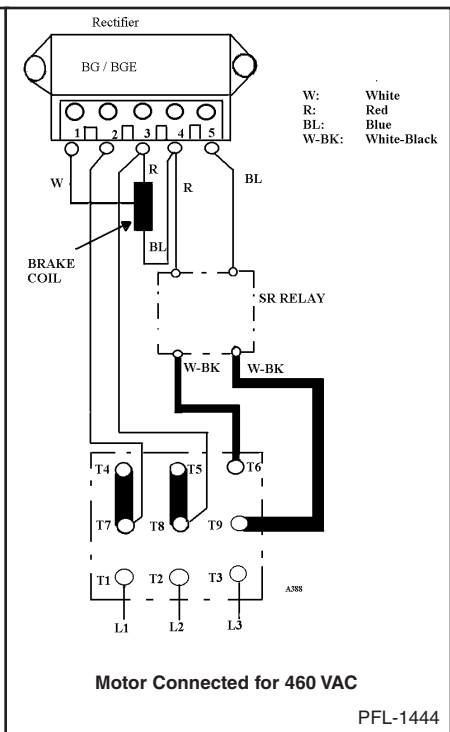 Rectifier
BG / BGE
W: White
R: Red
BL: Blue
W-BK: White-Black
1 2 3 4 5
W
R
R
BL
BL
BRAKE
COIL
SR RELAY
W-BK W-BK
T4 T5 T6
T7 T8 T9
T1 T2 T3
A388
L1 L2 L3
Motor Connected for 460 VAC
PFL-1444